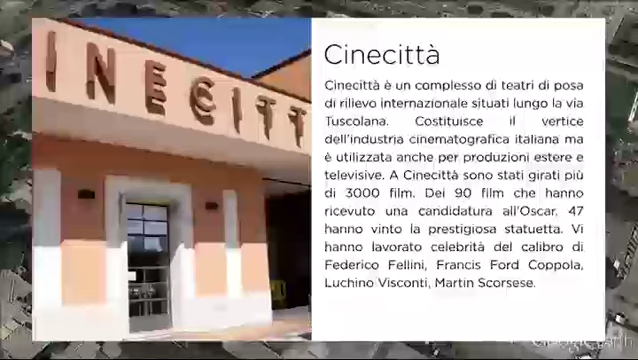 INECITT
Cinecittà
Cinecittà è un complesso di teatri di posa
di rilievo internazionale situati lungo la via
Tuscolana. Costituisce il vertice
dell'industria cinematografica italiana ma
è utilizzata anche per produzioni estere e
televisive. A Cinecittà sono stati girati più
di 3000 film. Dei 90 film che hanno
ricevuto una candidatura all'Oscar, 47
hanno vinto la prestigiosa statuetta. Vi
hanno lavorato celebrità del calibro di
Federico Fellini, Francis Ford Coppola,
Luchino Visconti, Martin Scorsese.